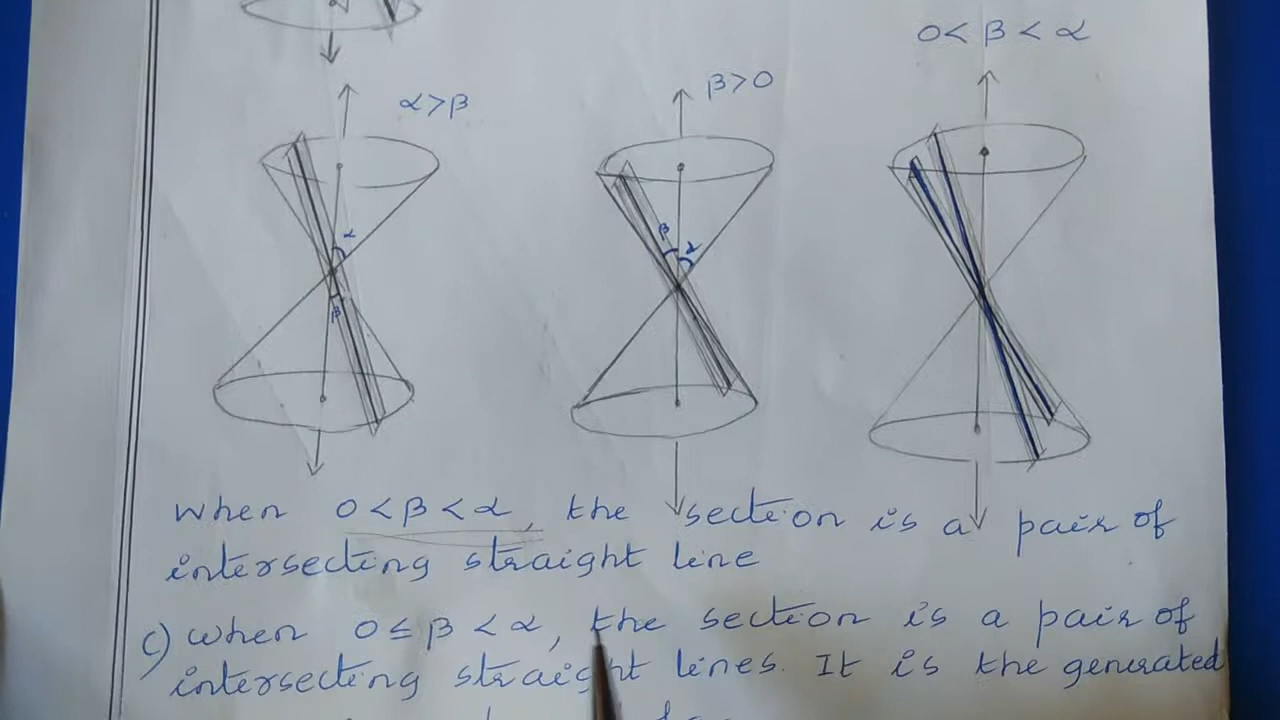 0 < β < α
α > β
β > 0
α
β
β
α
When 0 < β < α, the section is a pair of
intersecting straight line
c) When 0 ≤ β < α, the section is a pair of
intersecting straight lines. It is the generated